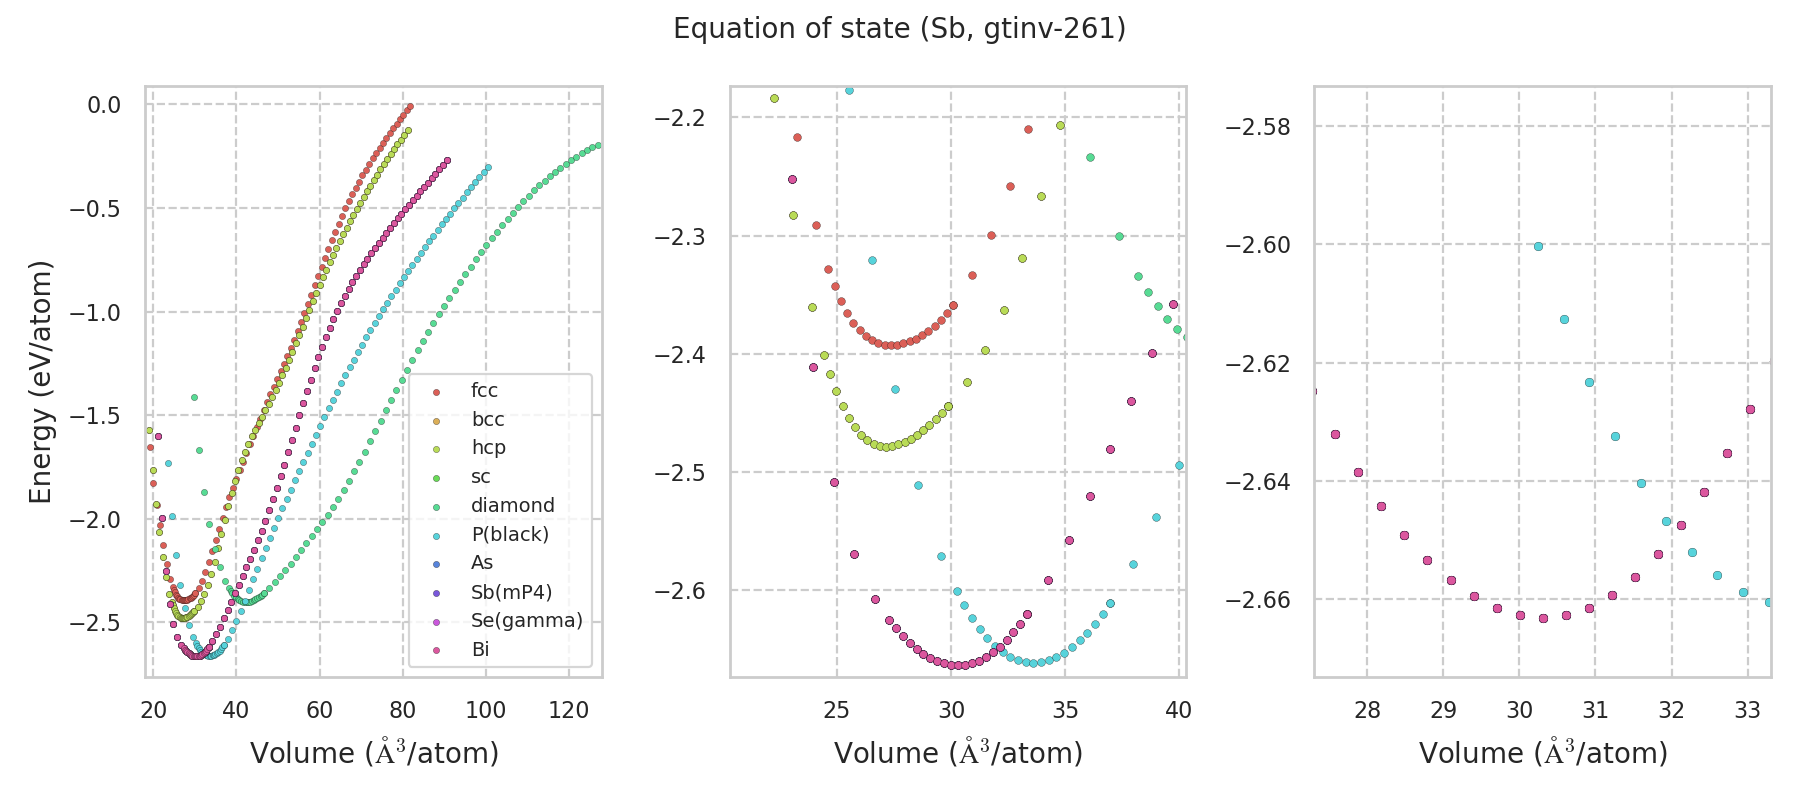 Equation of state (Sb, gtinv-261)
Energy (eV/atom)
0.0
−0.5
−1.0
−1.5
−2.0
−2.5
20 40 60 80 100 120
Volume (Å³/atom)
fcc
bcc
hcp
sc
diamond
P(black)
As
Sb(mP4)
Se(gamma)
Bi
−2.2
−2.3
−2.4
−2.5
−2.6
25 30 35 40
Volume (Å³/atom)
−2.58
−2.60
−2.62
−2.64
−2.66
28 29 30 31 32 33
Volume (Å³/atom)